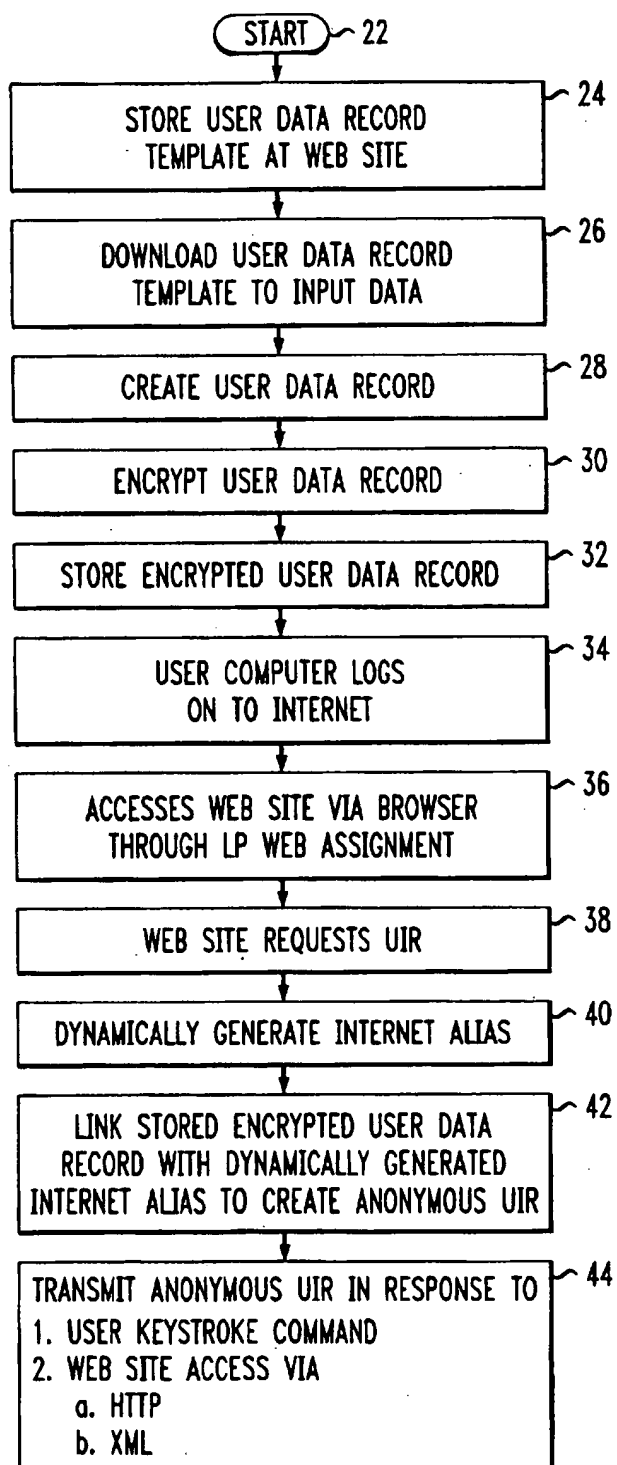 START 22
24
STORE USER DATA RECORD
TEMPLATE AT WEB SITE
26
DOWNLOAD USER DATA RECORD
TEMPLATE TO INPUT DATA
28
CREATE USER DATA RECORD
30
ENCRYPT USER DATA RECORD
32
STORE ENCRYPTED USER DATA RECORD
34
USER COMPUTER LOGS
ON TO INTERNET
36
ACCESSES WEB SITE VIA BROWSER
THROUGH LP WEB ASSIGNMENT
38
WEB SITE REQUESTS UIR
40
DYNAMICALLY GENERATE INTERNET ALIAS
42
LINK STORED ENCRYPTED USER DATA
RECORD WITH DYNAMICALLY GENERATED
INTERNET ALIAS TO CREATE ANONYMOUS UIR
44
TRANSMIT ANONYMOUS UIR IN RESPONSE TO
1. USER KEYSTROKE COMMAND
2. WEB SITE ACCESS VIA
a. HTTP
b. XML